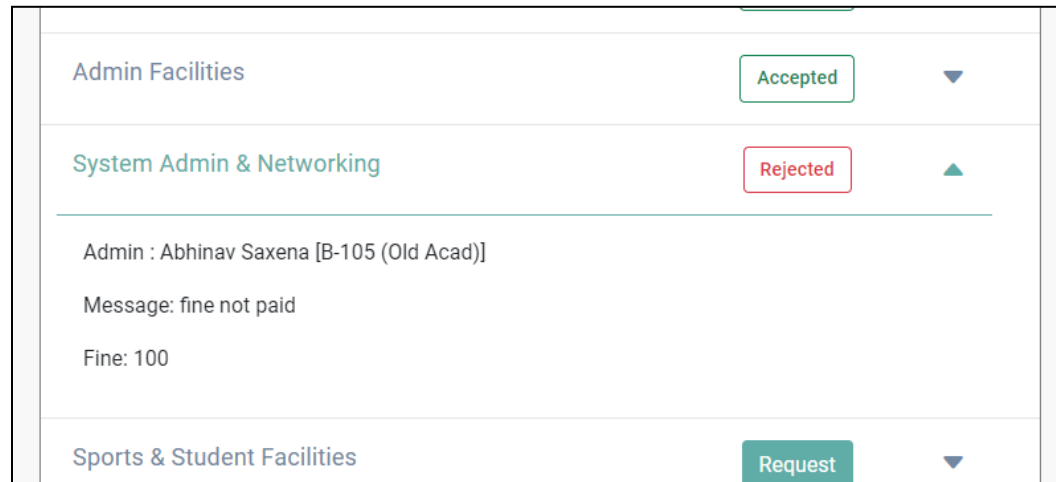 Admin Facilities
Accepted
System Admin & Networking
Rejected
Admin : Abhinav Saxena [B-105 (Old Acad)]
Message: fine not paid
Fine: 100
Sports & Student Facilities
Request